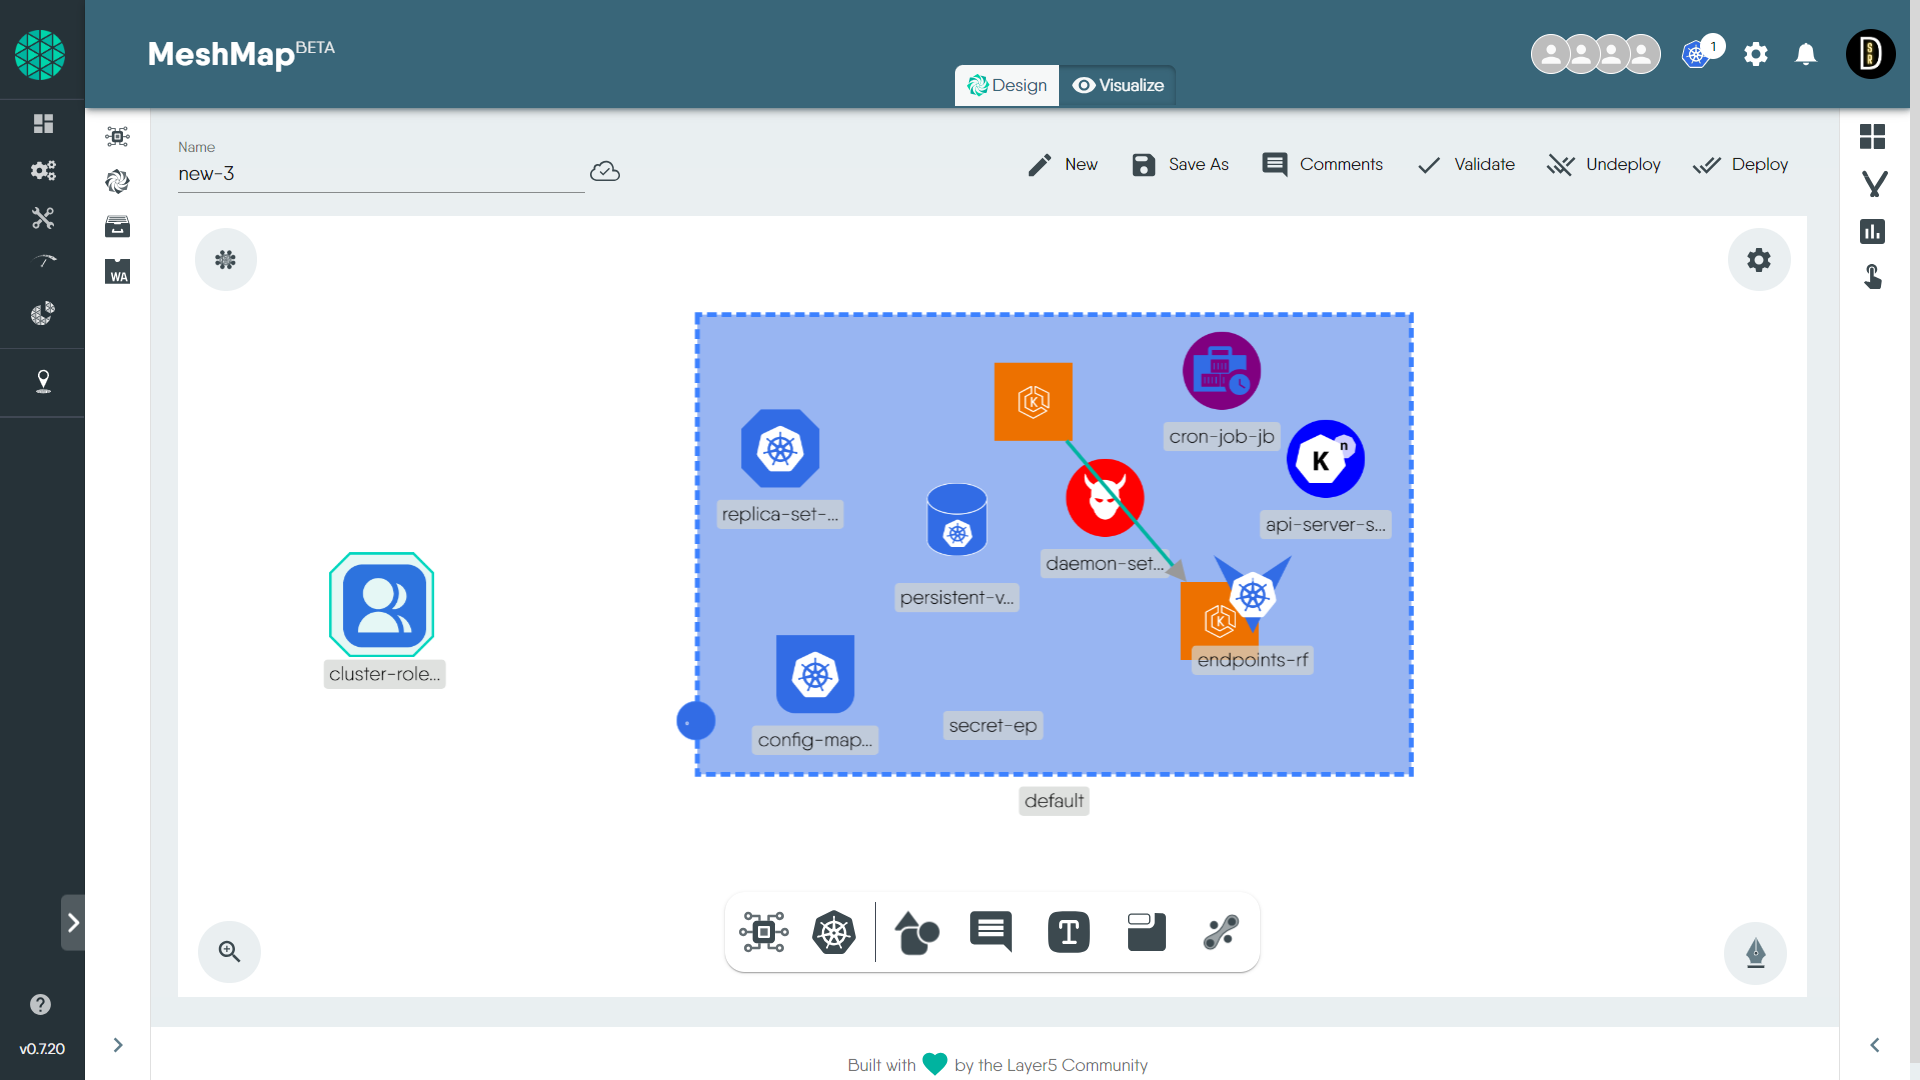 MeshMap BETA
1
D
S
R
Design
Visualize
Name
new-3
New
Save As
Comments
Validate
Undeploy
Deploy
WA
K
cron-job-jb
n
K
replica-set-...
api-server-s...
daemon-set...
persistent-v...
K
endpoints-rf
cluster-role...
secret-ep
config-map...
default
T
?
v0.7.20
Built with by the Layer5 Community